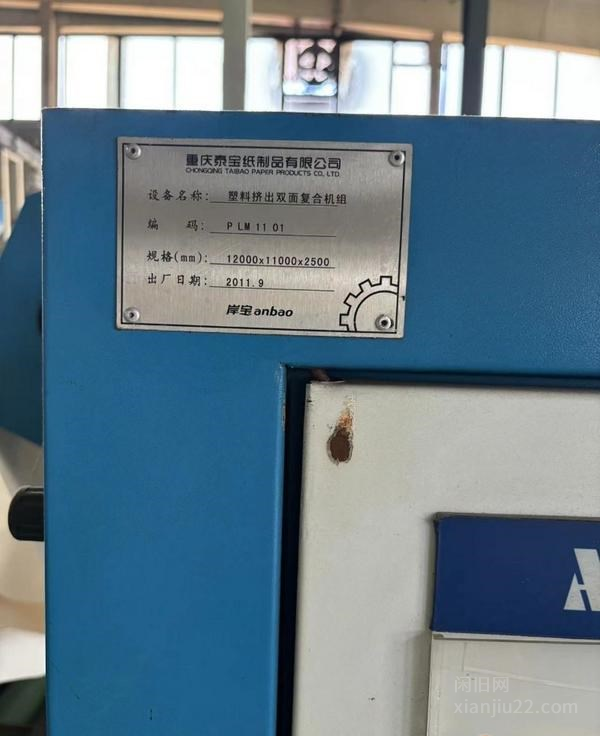 重庆泰宝纸制品有限公司
CHONGQING TAIBAO PAPER PRODUCTS CO, LTD.
设备名称: 塑料挤出双面复合机组
编 码: P LM 11 01
规格(mm): 12000x11000x2500
出厂日期: 2011.9
岸宝anbao
闲旧网
xianjiu22.com